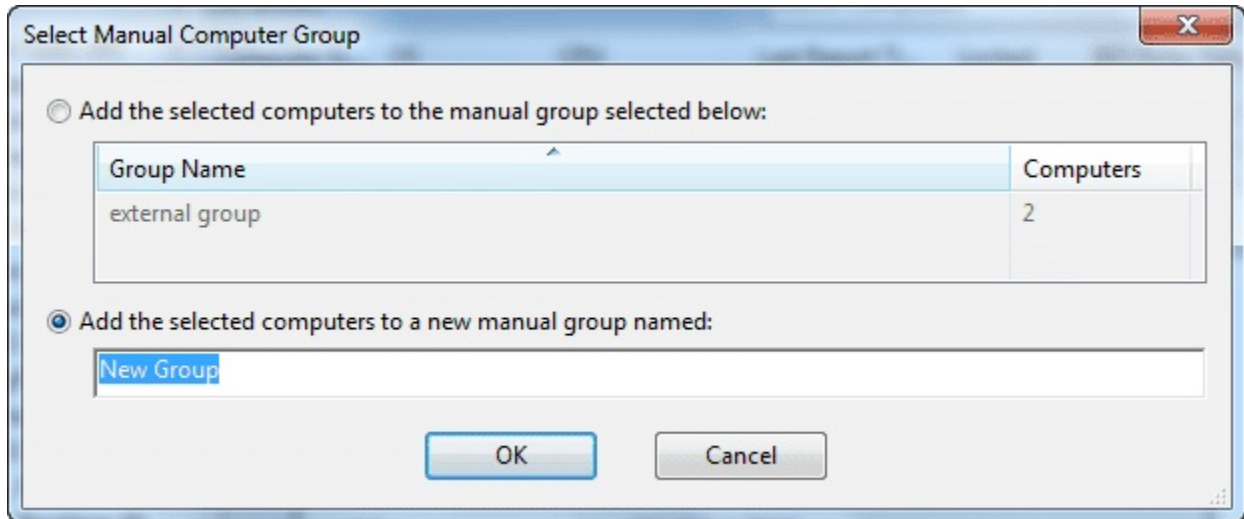 Select Manual Computer Group
Add the selected computers to the manual group selected below:
Group Name Computers
external group 2
Add the selected computers to a new manual group named:
New Group
OK Cancel